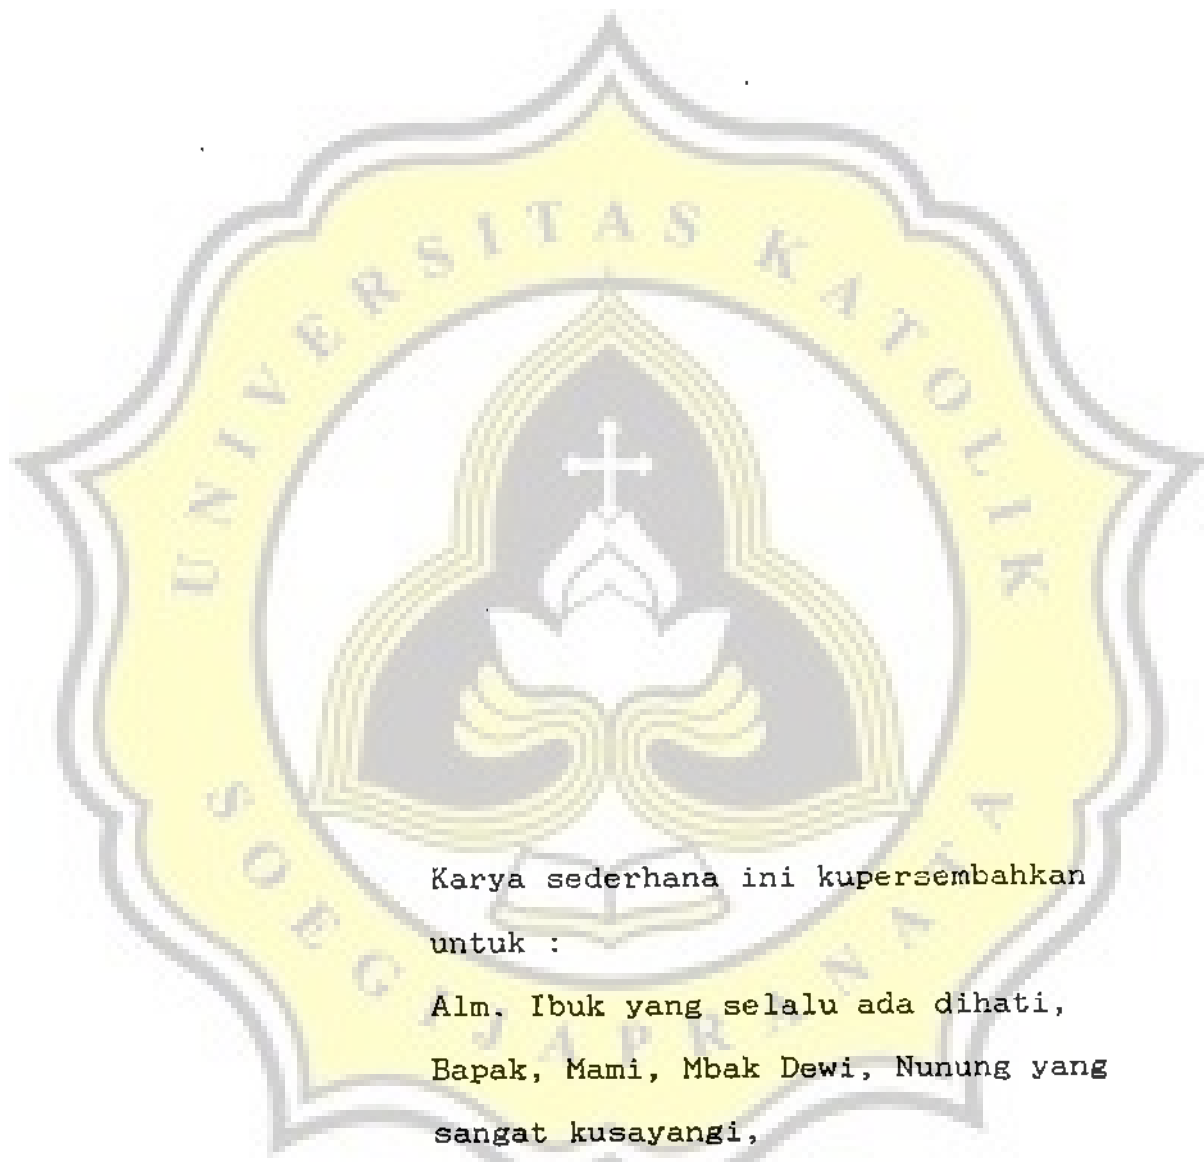 UNIVERSITAS KATOLIK
SOEGIJAPRANATA
Karya sederhana ini kupersembahkan
untuk :
Alm. Ibuk yang selalu ada dihati,
Bapak, Mami, Mbak Dewi, Nunung yang
sangat kusayangi,